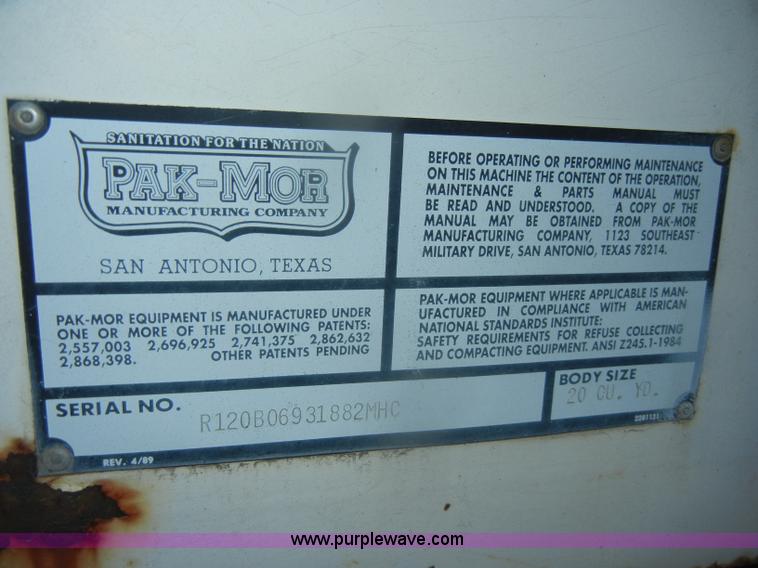 SANITATION FOR THE NATION
PAK-MOR
MANUFACTURING COMPANY
SAN ANTONIO, TEXAS
BEFORE OPERATING OR PERFORMING MAINTENANCE
ON THIS MACHINE THE CONTENT OF THE OPERATION,
MAINTENANCE & PARTS MANUAL MUST
BE READ AND UNDERSTOOD. A COPY OF THE
MANUAL MAY BE OBTAINED FROM PAK-MOR
MANUFACTURING COMPANY, 1123 SOUTHEAST
MILITARY DRIVE, SAN ANTONIO, TEXAS 78214.
PAK-MOR EQUIPMENT IS MANUFACTURED UNDER
ONE OR MORE OF THE FOLLOWING PATENTS:
2,557,003 2,696,925 2,741,375 2,862,632
2,868,398. OTHER PATENTS PENDING
PAK-MOR EQUIPMENT WHERE APPLICABLE IS MAN-
UFACTURED IN COMPLIANCE WITH AMERICAN
NATIONAL STANDARDS INSTITUTE:
SAFETY REQUIREMENTS FOR REFUSE COLLECTING
AND COMPACTING EQUIPMENT. ANSI Z245.1-1984
SERIAL NO. R120B06931882MHC
BODY SIZE
20 CU. YD.
REV. 4/89
www.purplewave.com